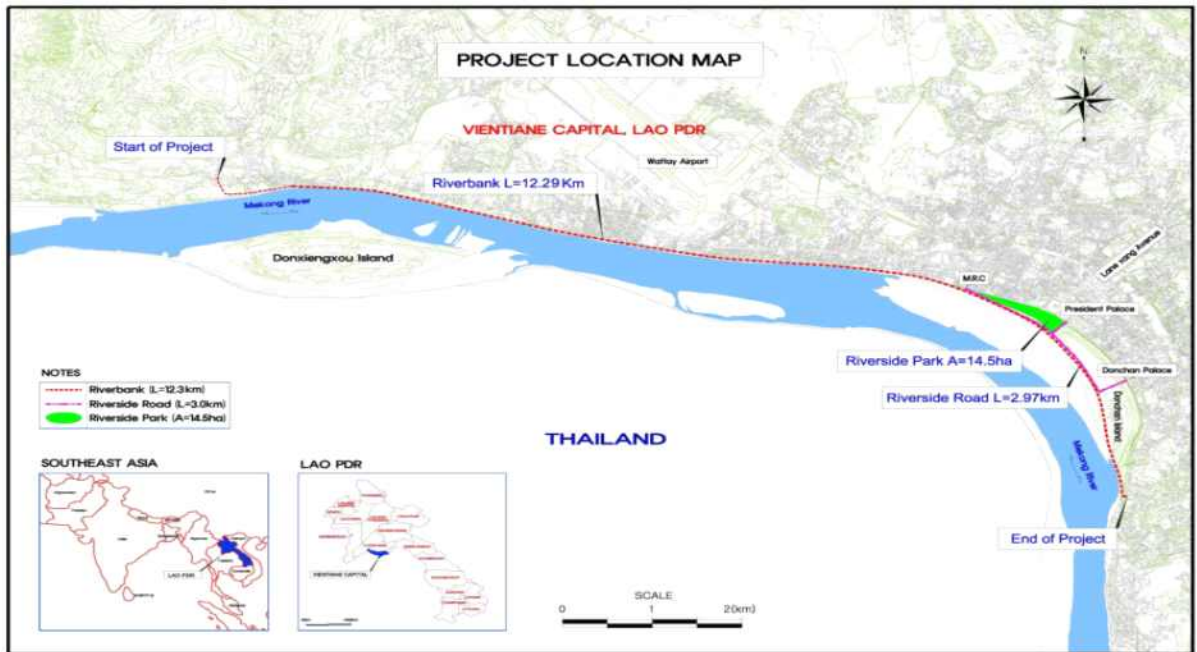 PROJECT LOCATION MAP
N
VIENTIANE CAPITAL, LAO PDR
Start of Project
Wattay Airport
Riverbank L=12.29Km
Mekong River
Donxiengxou Island
Lane Xang Avenue
M.R.C
President Palace
Riverside Park A=14.5ha
Donchan Palace
Riverside Road L=2.97km
Donchan Island
NOTES
Riverbank (L=12.3km)
Riverside Road (L=3.0km)
Riverside Park (A=14.5ha)
THAILAND
Mekong River
End of Project
SOUTHEAST ASIA
LAO PDR
LAO PDR
VIENTIANE CAPITAL
SCALE
0 1 2(km)